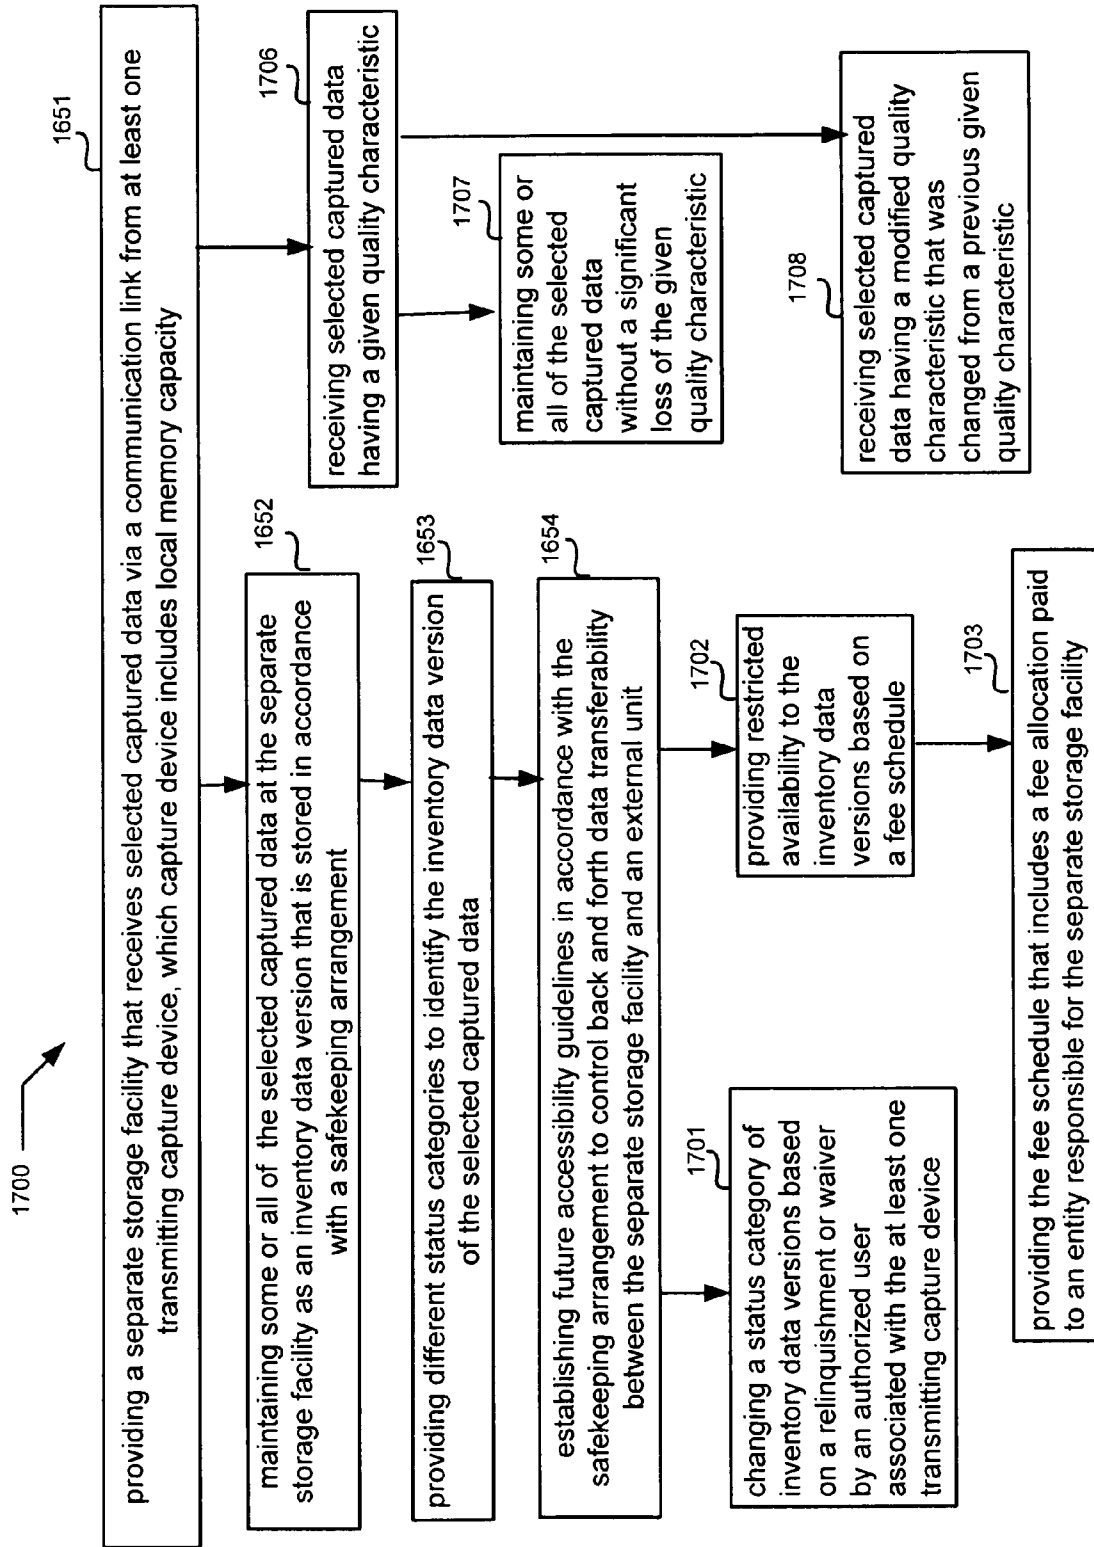 1700
1651
providing a separate storage facility that receives selected captured data via a communication link from at least one
transmitting capture device, which capture device includes local memory capacity
1652
maintaining some or all of  the selected captured data at the separate
storage facility as an inventory data version that is stored in accordance
with a safekeeping arrangement
1653
providing different status categories to identify the inventory data version
of the selected captured data
1654
establishing future accessibility guidelines in accordance with the
safekeeping arrangement to control back and forth data transferability
between the separate storage facility and an external unit
1701
changing a status category of
inventory data versions based
on a relinquishment or waiver
by an authorized user
associated with the at least one
transmitting capture device
1702
providing restricted
availability to the
inventory data
versions based on
a fee schedule
1703
providing the fee schedule that includes a fee allocation paid
to an entity responsible for the separate storage facility
1706
receiving selected captured data
having a given quality characteristic
1707
maintaining some or
all of the selected
captured data
without a significant
loss of the given
quality characteristic
1708
receiving selected captured
data having a modified quality
characteristic that was
changed from a previous given
quality characteristic